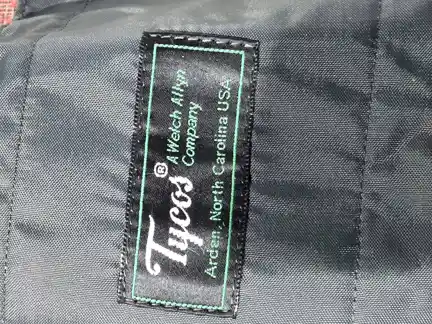 Tycos®
A Welch Allyn
Company
Arden, North Carolina USA